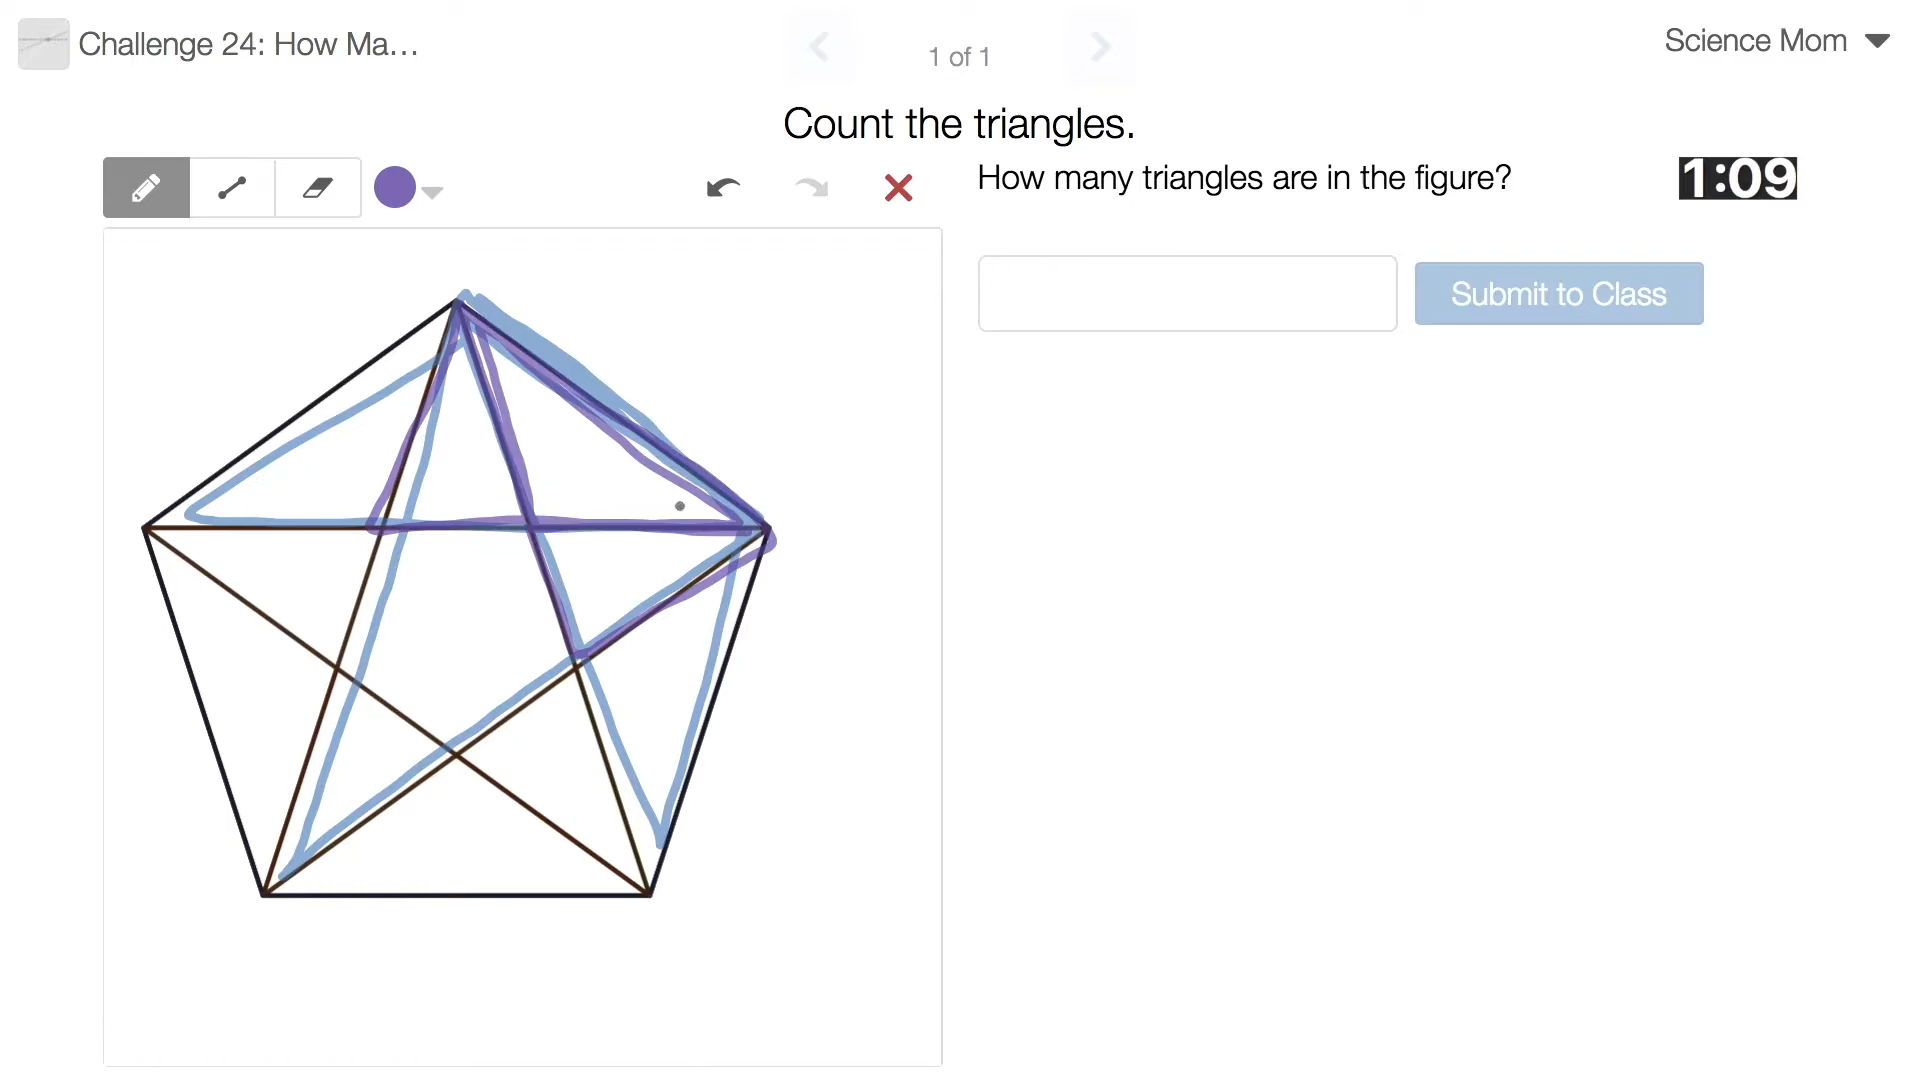 Challenge 24: How Ma...
1 of 1
Science Mom
Count the triangles.
How many triangles are in the figure?
1:09
Submit to Class